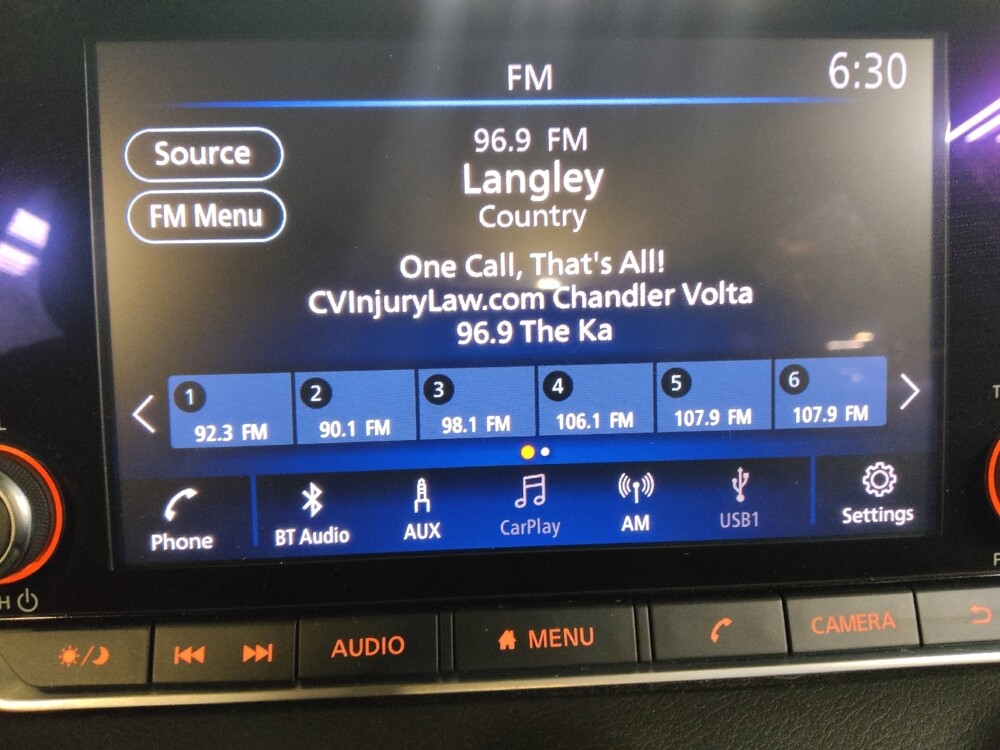 FM
6:30
Source
96.9 FM
FM Menu
Langley
Country
One Call, That's All!
CVInjuryLaw.com Chandler Volta
96.9 The Ka
1 2 3 4 5 6
92.3 FM 90.1 FM 98.1 FM 106.1 FM 107.9 FM 107.9 FM
Phone BT Audio AUX CarPlay AM USB1 Settings
AUDIO MENU CAMERA